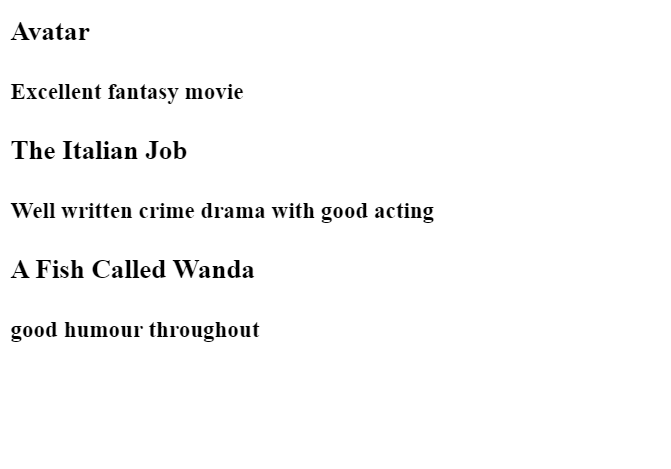 Avatar
Excellent fantasy movie
The Italian Job
Well written crime drama with good acting
A Fish Called Wanda
good humour throughout